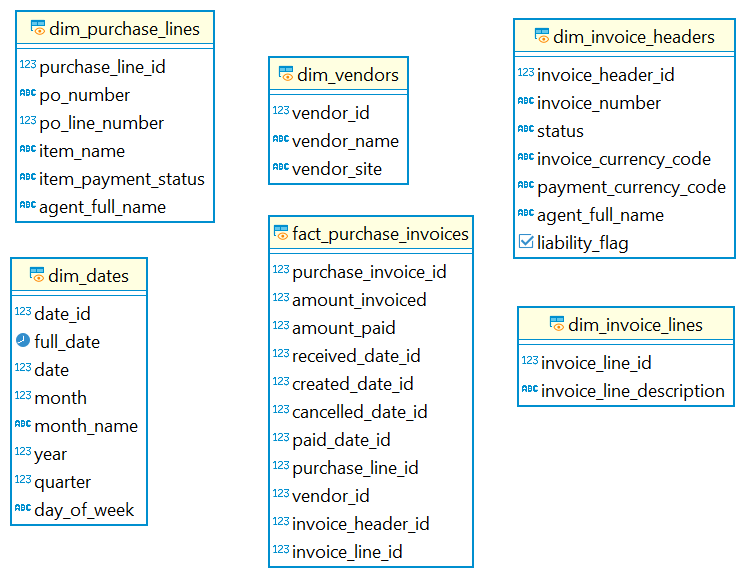 dim_purchase_lines
123 purchase_line_id
ABC po_number
123 po_line_number
ABC item_name
ABC item_payment_status
ABC agent_full_name
dim_vendors
123 vendor_id
ABC vendor_name
ABC vendor_site
dim_invoice_headers
123 invoice_header_id
ABC invoice_number
ABC status
ABC invoice_currency_code
ABC payment_currency_code
ABC agent_full_name
liability_flag
dim_dates
123 date_id
full_date
123 date
123 month
ABC month_name
123 year
123 quarter
ABC day_of_week
fact_purchase_invoices
123 purchase_invoice_id
123 amount_invoiced
123 amount_paid
123 received_date_id
123 created_date_id
123 cancelled_date_id
123 paid_date_id
123 purchase_line_id
123 vendor_id
123 invoice_header_id
123 invoice_line_id
dim_invoice_lines
123 invoice_line_id
ABC invoice_line_description